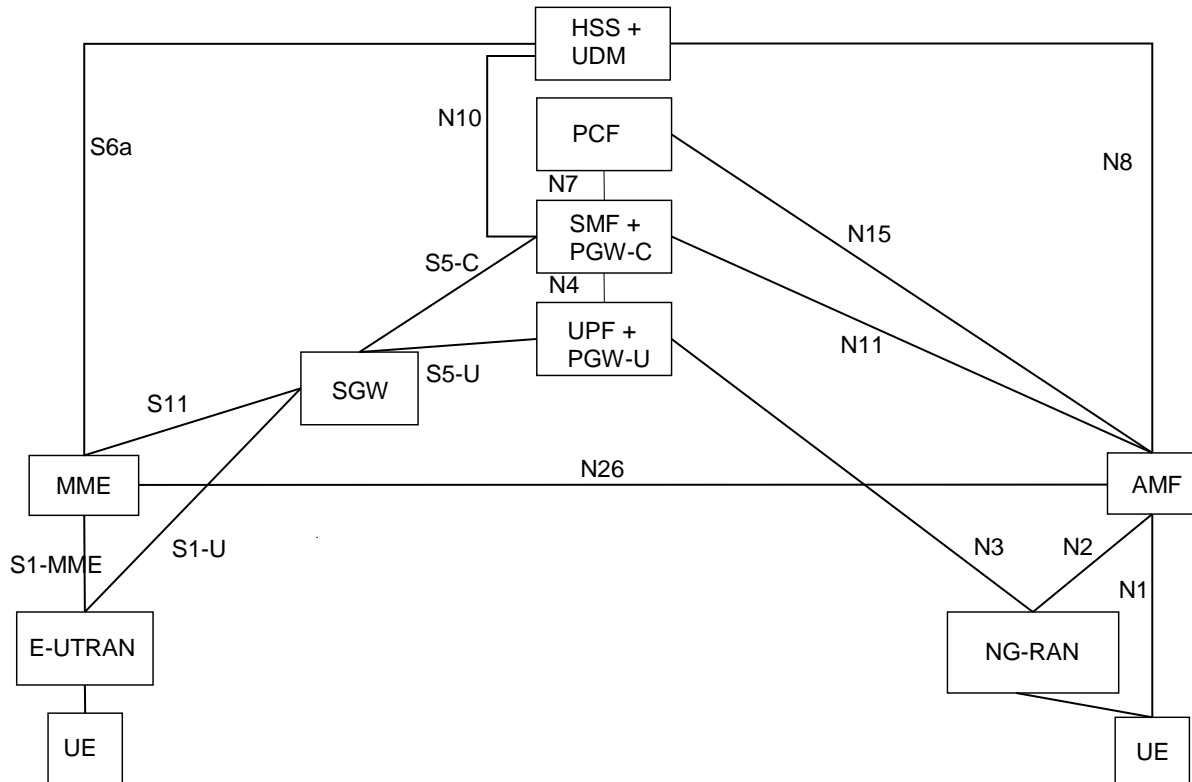 HSS +
UDM
N10
PCF
S6a
N8
N7
SMF +
PGW-C
N15
S5-C
N4
UPF +
PGW-U
N11
S5-U
SGW
S11
N26
MME
AMF
S1-U
N3
N2
S1-MME
N1
E-UTRAN
NG-RAN
UE
UE